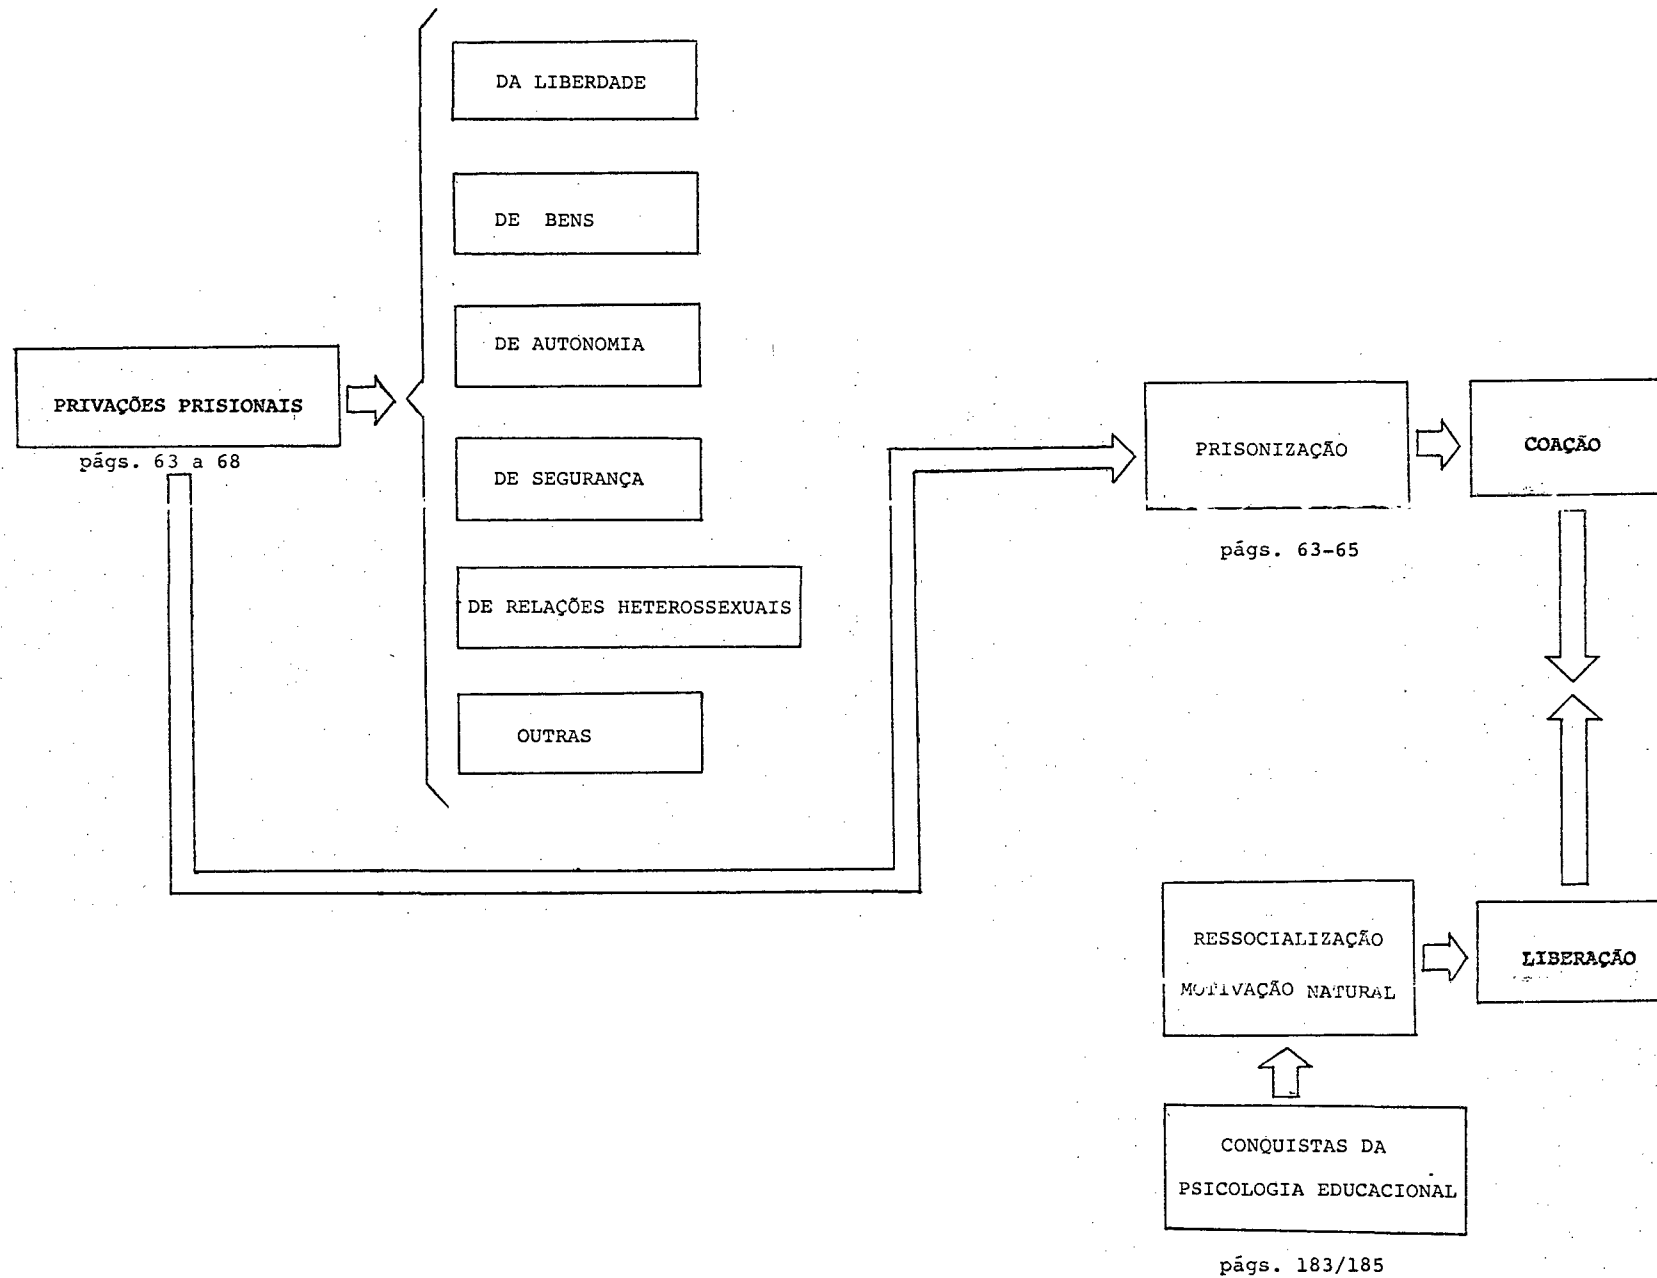 DA LIBERDADE
DE BENS
DE AUTONOMIA
PRIVAÇÕES PRISIONAIS
págs. 63 a 68
DE SEGURANÇA
DE RELAÇÕES HETEROSSEXUAIS
OUTRAS
PRISONIZAÇÃO
págs. 63-65
COAÇÃO
RESSOCIALIZAÇÃO
MOTIVAÇÃO NATURAL
LIBERAÇÃO
CONQUISTAS DA
PSICOLOGIA EDUCACIONAL
págs. 183/185